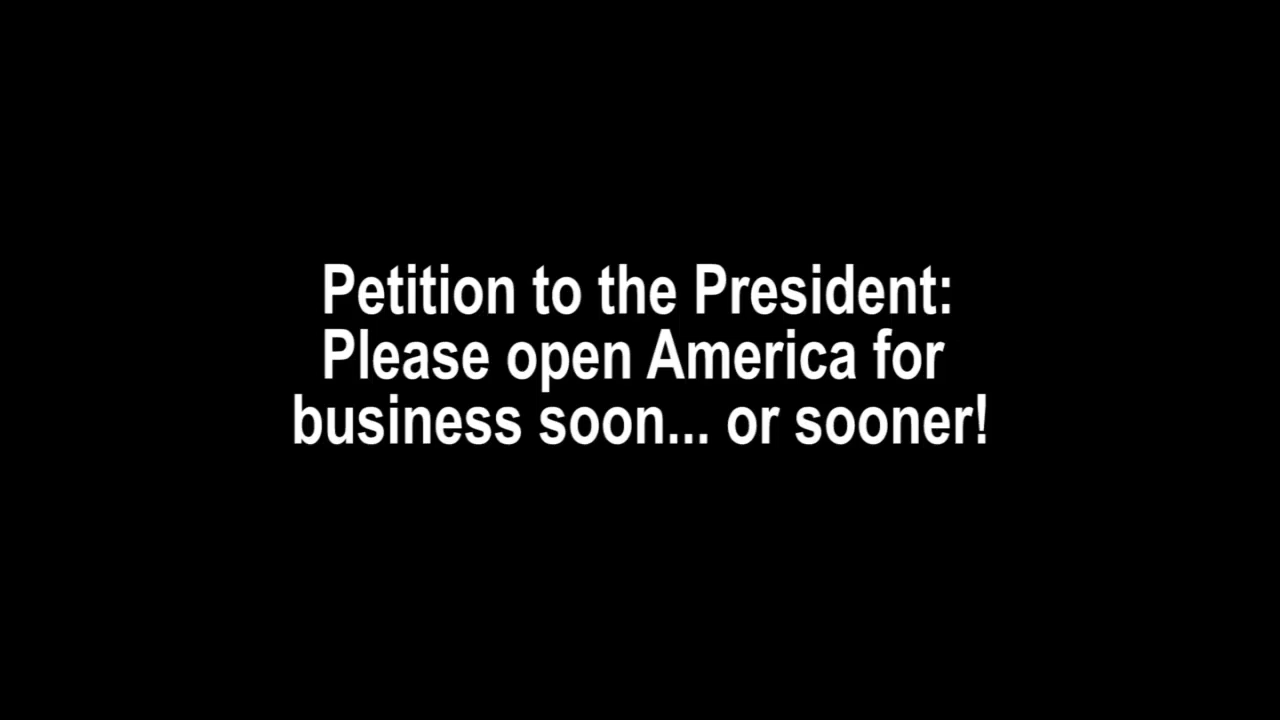 Petition to the President:
Please open America for
business soon... or sooner!